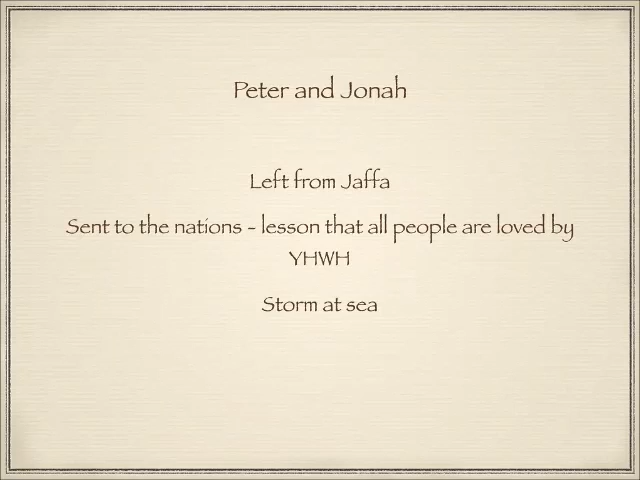 Peter and Jonah
Left from Jaffa
Sent to the nations - lesson that all people are loved by
YHWH
Storm at sea